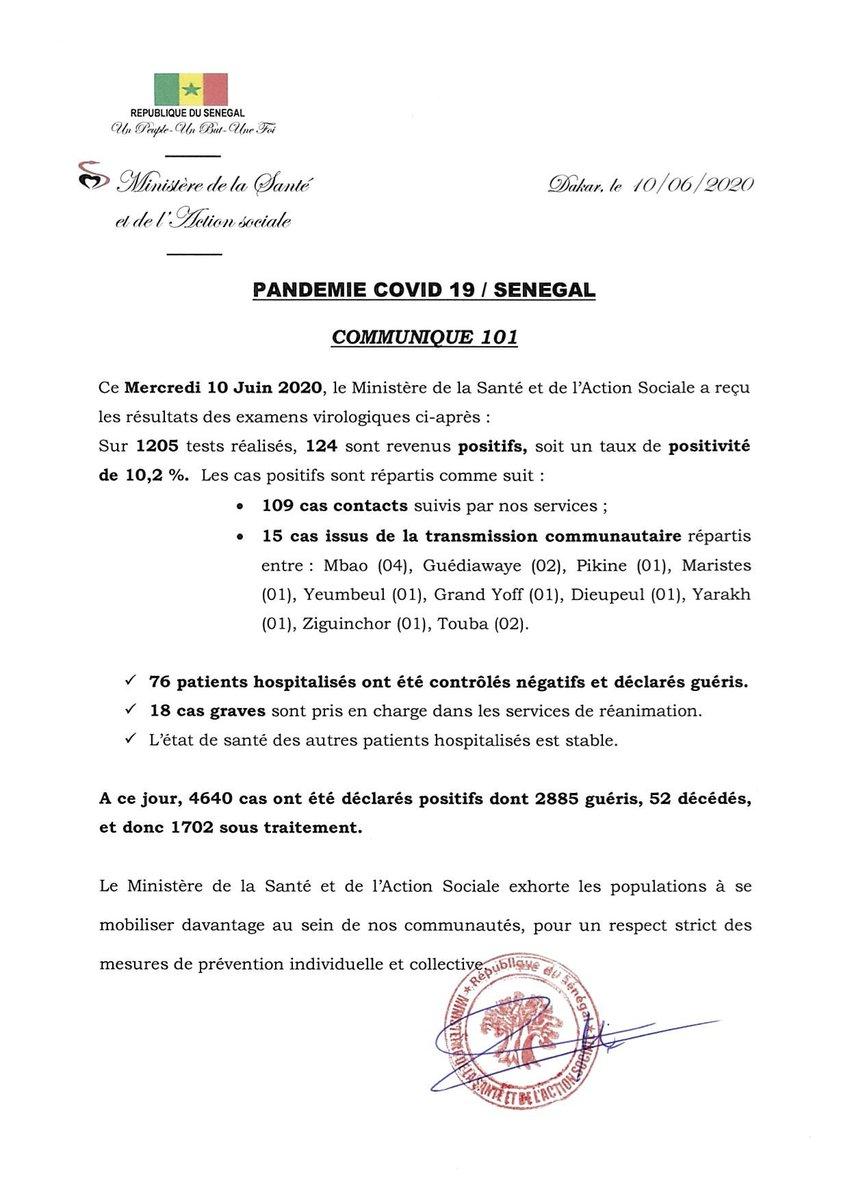 REPUBLIQUE DU SENEGAL
Un Peuple-Un But-Une Foi
Ministère de la Santé
et de l'Action sociale
Dakar, le 10/06/2020
PANDEMIE COVID 19 / SENEGAL
COMMUNIQUE 101
Ce Mercredi 10 Juin 2020, le Ministère de la Santé et de l'Action Sociale a reçu
les résultats des examens virologiques ci-après :
Sur 1205 tests réalisés, 124 sont revenus positifs, soit un taux de positivité
de 10,2 %. Les cas positifs sont répartis comme suit :
• 109 cas contacts suivis par nos services ;
• 15 cas issus de la transmission communautaire répartis
entre : Mbao (04), Guédiawaye (02), Pikine (01), Maristes
(01), Yeumbeul (01), Grand Yoff (01), Dieupeul (01), Yarakh
(01), Ziguinchor (01), Touba (02).
✓ 76 patients hospitalisés ont été contrôlés négatifs et déclarés guéris.
✓ 18 cas graves sont pris en charge dans les services de réanimation.
✓ L'état de santé des autres patients hospitalisés est stable.
A ce jour, 4640 cas ont été déclarés positifs dont 2885 guéris, 52 décédés,
et donc 1702 sous traitement.
Le Ministère de la Santé et de l'Action Sociale exhorte les populations à se
mobiliser davantage au sein de nos communautés, pour un respect strict des
mesures de prévention individuelle et collective
République du Sénégal
MINISTÈRE DE LA SANTÉ ET DE L'ACTION SOCIALE